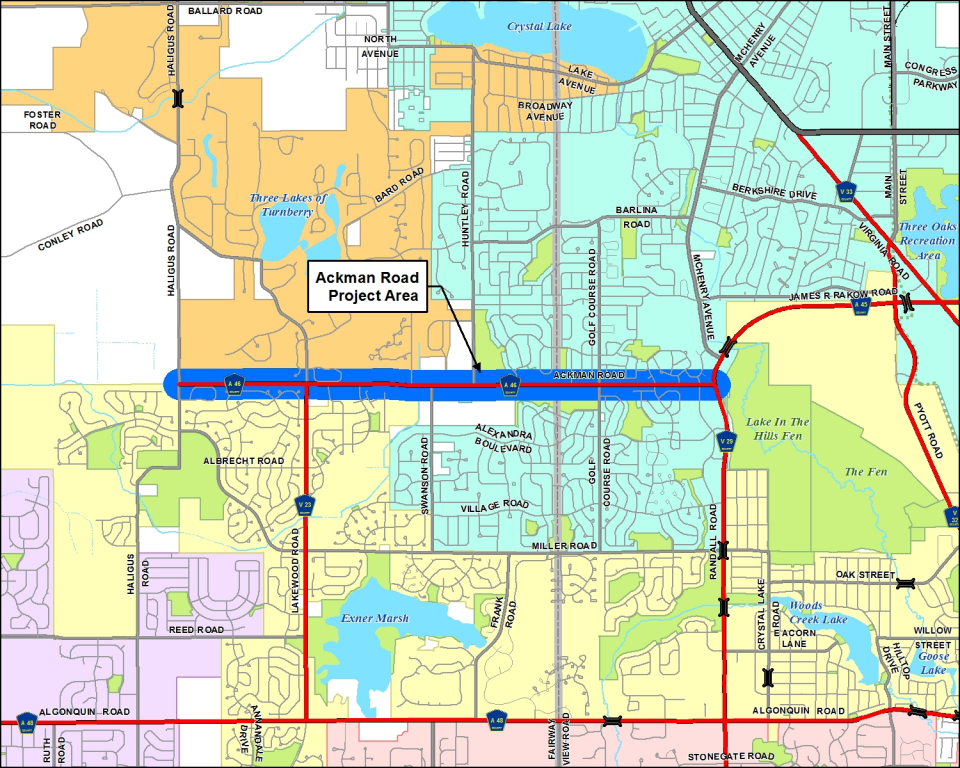 BALLARD ROAD
HALIGUS ROAD
NORTH
AVENUE
Crystal Lake
LAKE
AVENUE
MCHENRY
AVENUE
MAIN STREET
CONGRESS
PARKWAY
FOSTER
ROAD
BROADWAY
AVENUE
Three Lakes of
Turnberry
BARD ROAD
HUNTLEY ROAD
BERKSHIRE DRIVE
V 33
MAIN
STREET
BARLINA
ROAD
CONLEY ROAD
HALIGUS ROAD
GOLF COURSE ROAD
MCHENRY AVENUE
VIRGINIA ROAD
Three Oaks
Recreation
Area
Ackman Road
Project Area
JAMES R RAKOW ROAD
A 45
ACKMAN ROAD
A 46
A 46
V 29
Lake In The
Hills Fen
The Fen
PYOTT ROAD
ALEXANDRA
BOULEVARD
SWANSON ROAD
GOLF
COURSE ROAD
ALBRECHT ROAD
V 23
VILLAGE ROAD
V
22
MILLER ROAD
RANDALL ROAD
HALIGUS
ROAD
LAKEWOOD ROAD
OAK STREET
CRYSTAL LAKE
ROAD
Woods
Creek Lake
E ACORN
LANE
Exner Marsh
FRANK
ROAD
REED ROAD
WILLOW
STREET
HILLTOP
DRIVE
Goose
Lake
ALGONQUIN ROAD
A 48
A 48
ALGONQUIN ROAD
RUTH
ROAD
ANNANDALE
DRIVE
FAIRWAY
VIEW ROAD
STONEGATE ROAD